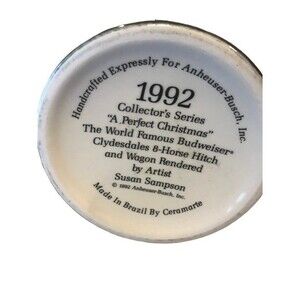 Handcrafted Expressly For Anheuser-Busch, Inc.
1992
Collector's Series
"A Perfect Christmas"
The World Famous Budweiser®
Clydesdales 8-Horse Hitch
and Wagon Rendered
by Artist
Susan Sampson
© 1992 Anheuser-Busch, Inc.
Made In Brazil By Ceramarte